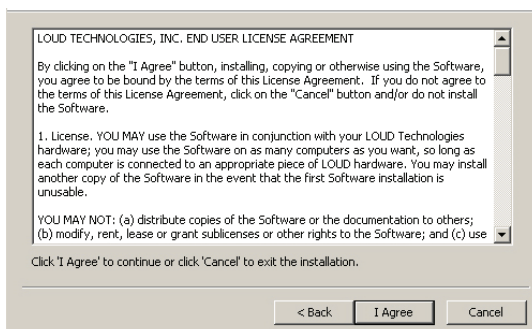 LOUD TECHNOLOGIES, INC. END USER LICENSE AGREEMENT
By clicking on the "I Agree" button, installing, copying or otherwise using the Software,
you agree to be bound by the terms of this License Agreement.  If you do not agree to
the terms of this License Agreement, click on the "Cancel" button and/or do not install
the Software.
1. License. YOU MAY use the Software in conjunction with your LOUD Technologies
hardware; you may use the Software on as many computers as you want, so long as
each computer is connected to an appropriate piece of LOUD hardware. You may install
another copy of the Software in the event that the first Software installation is
unusable.
YOU MAY NOT: (a) distribute copies of the Software or the documentation to others;
(b) modify, rent, lease or grant sublicenses or other rights to the Software; and (c) use
Click 'I Agree' to continue or click 'Cancel' to exit the installation.
< Back
I Agree
Cancel